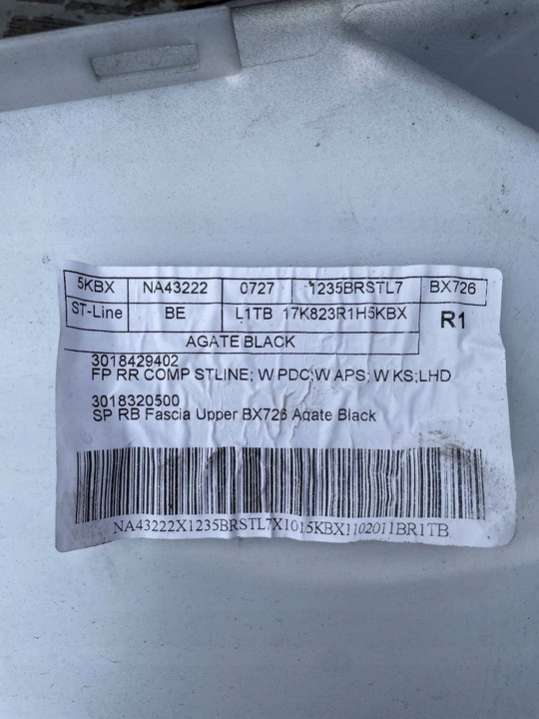 5KBX NA43222 0727 1235BRSTL7 BX726
ST-Line BE L1TB 17K823R1H5KBX R1
AGATE BLACK
3018429402
FP RR COMP STLINE; W PDC;W APS; W KS;LHD
3018320500
SP RB Fascia Upper BX726 Agate Black
NA43222X1235BRSTL7X1015KBX1102011BR1TB